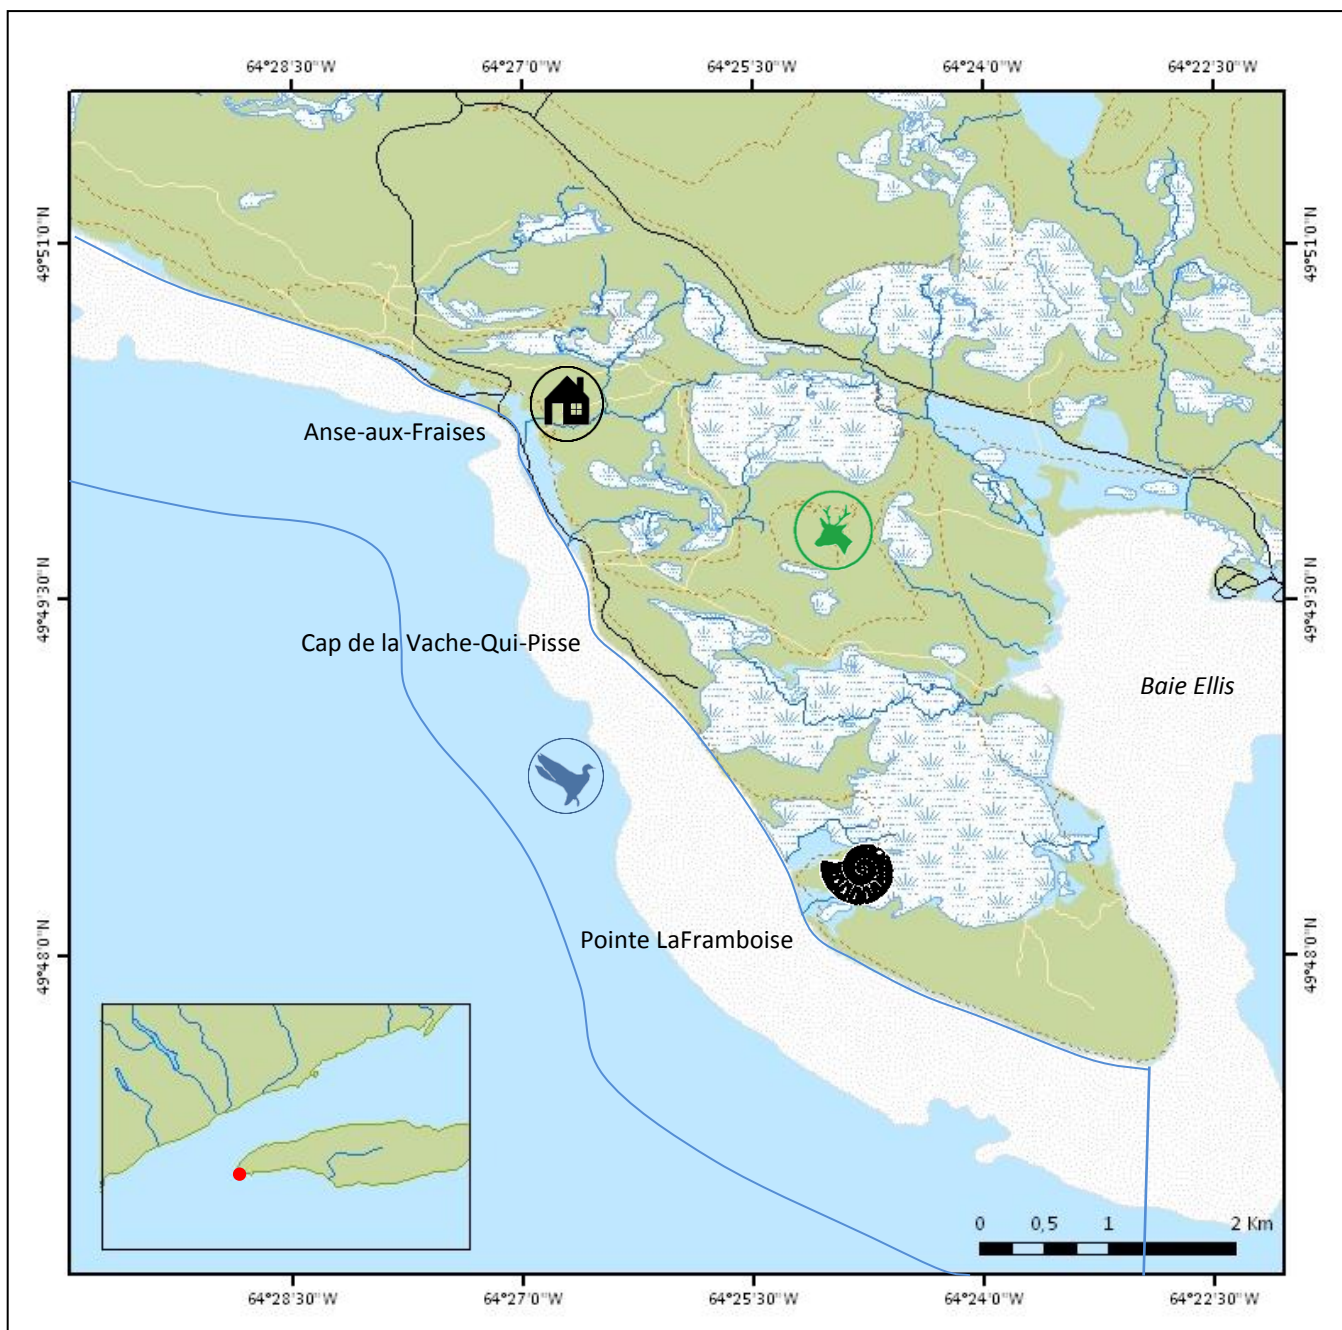 64°28'30"W 64°27'0"W 64°25'30"W 64°24'0"W 64°22'30"W
49°51'0"N 49°51'0"N
Anse-aux-Fraises
49°49'30"N 49°49'30"N
Cap de la Vache-Qui-Pisse
Baie Ellis
Pointe LaFramboise
49°48'0"N 49°48'0"N
0 0,5 1 2 Km
64°28'30"W 64°27'0"W 64°25'30"W 64°24'0"W 64°22'30"W